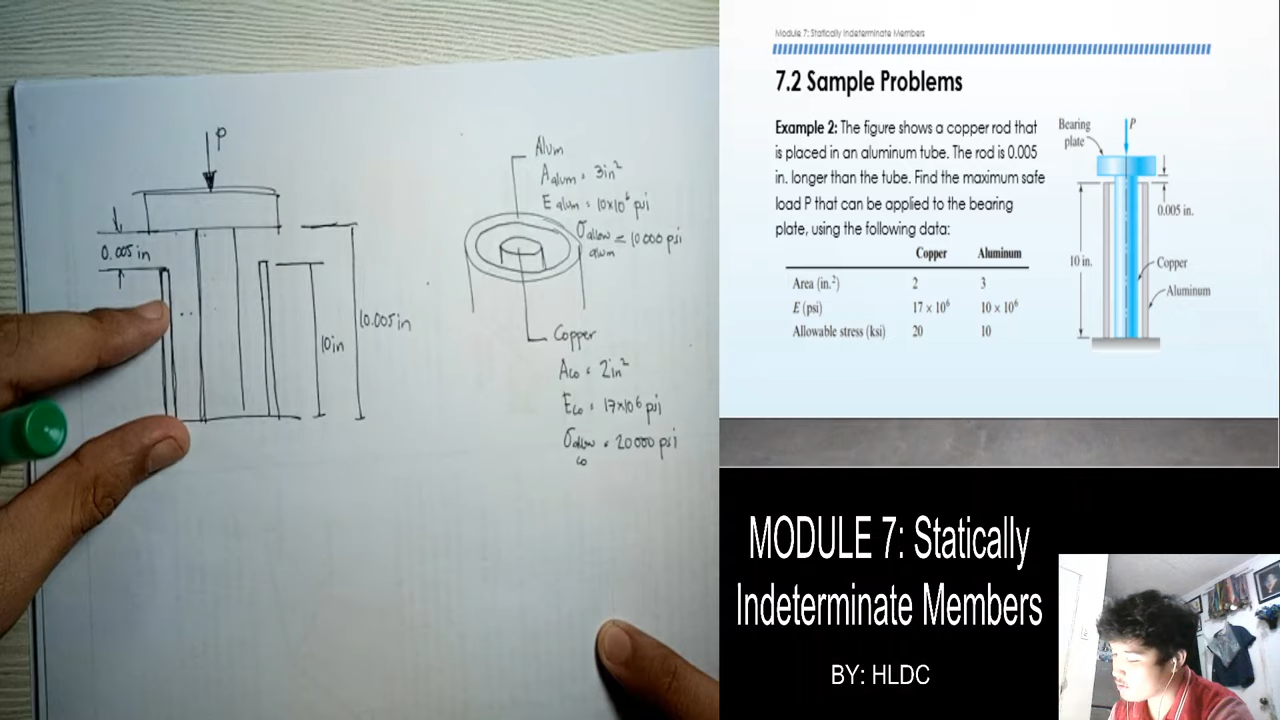 P
0.005 in
10in
10.005in
Alum
Aalum = 3in²
Ealum = 10x10⁶ psi
σallow = 10000 psi
alum
Copper
Aco = 2in²
Eco = 17x10⁶ psi
σallow = 20000 psi
co
Module 7: Statically Indeterminate Members
7.2 Sample Problems
Example 2: The figure shows a copper rod that
is placed in an aluminum tube. The rod is 0.005
in. longer than the tube. Find the maximum safe
load P that can be applied to the bearing
plate, using the following data:
Copper Aluminum
Area (in.²) 2 3
E (psi) 17 × 10⁶ 10 × 10⁶
Allowable stress (ksi) 20 10
Bearing
plate
P
0.005 in.
10 in.
Copper
Aluminum
MODULE 7: Statically
Indeterminate Members
BY: HLDC